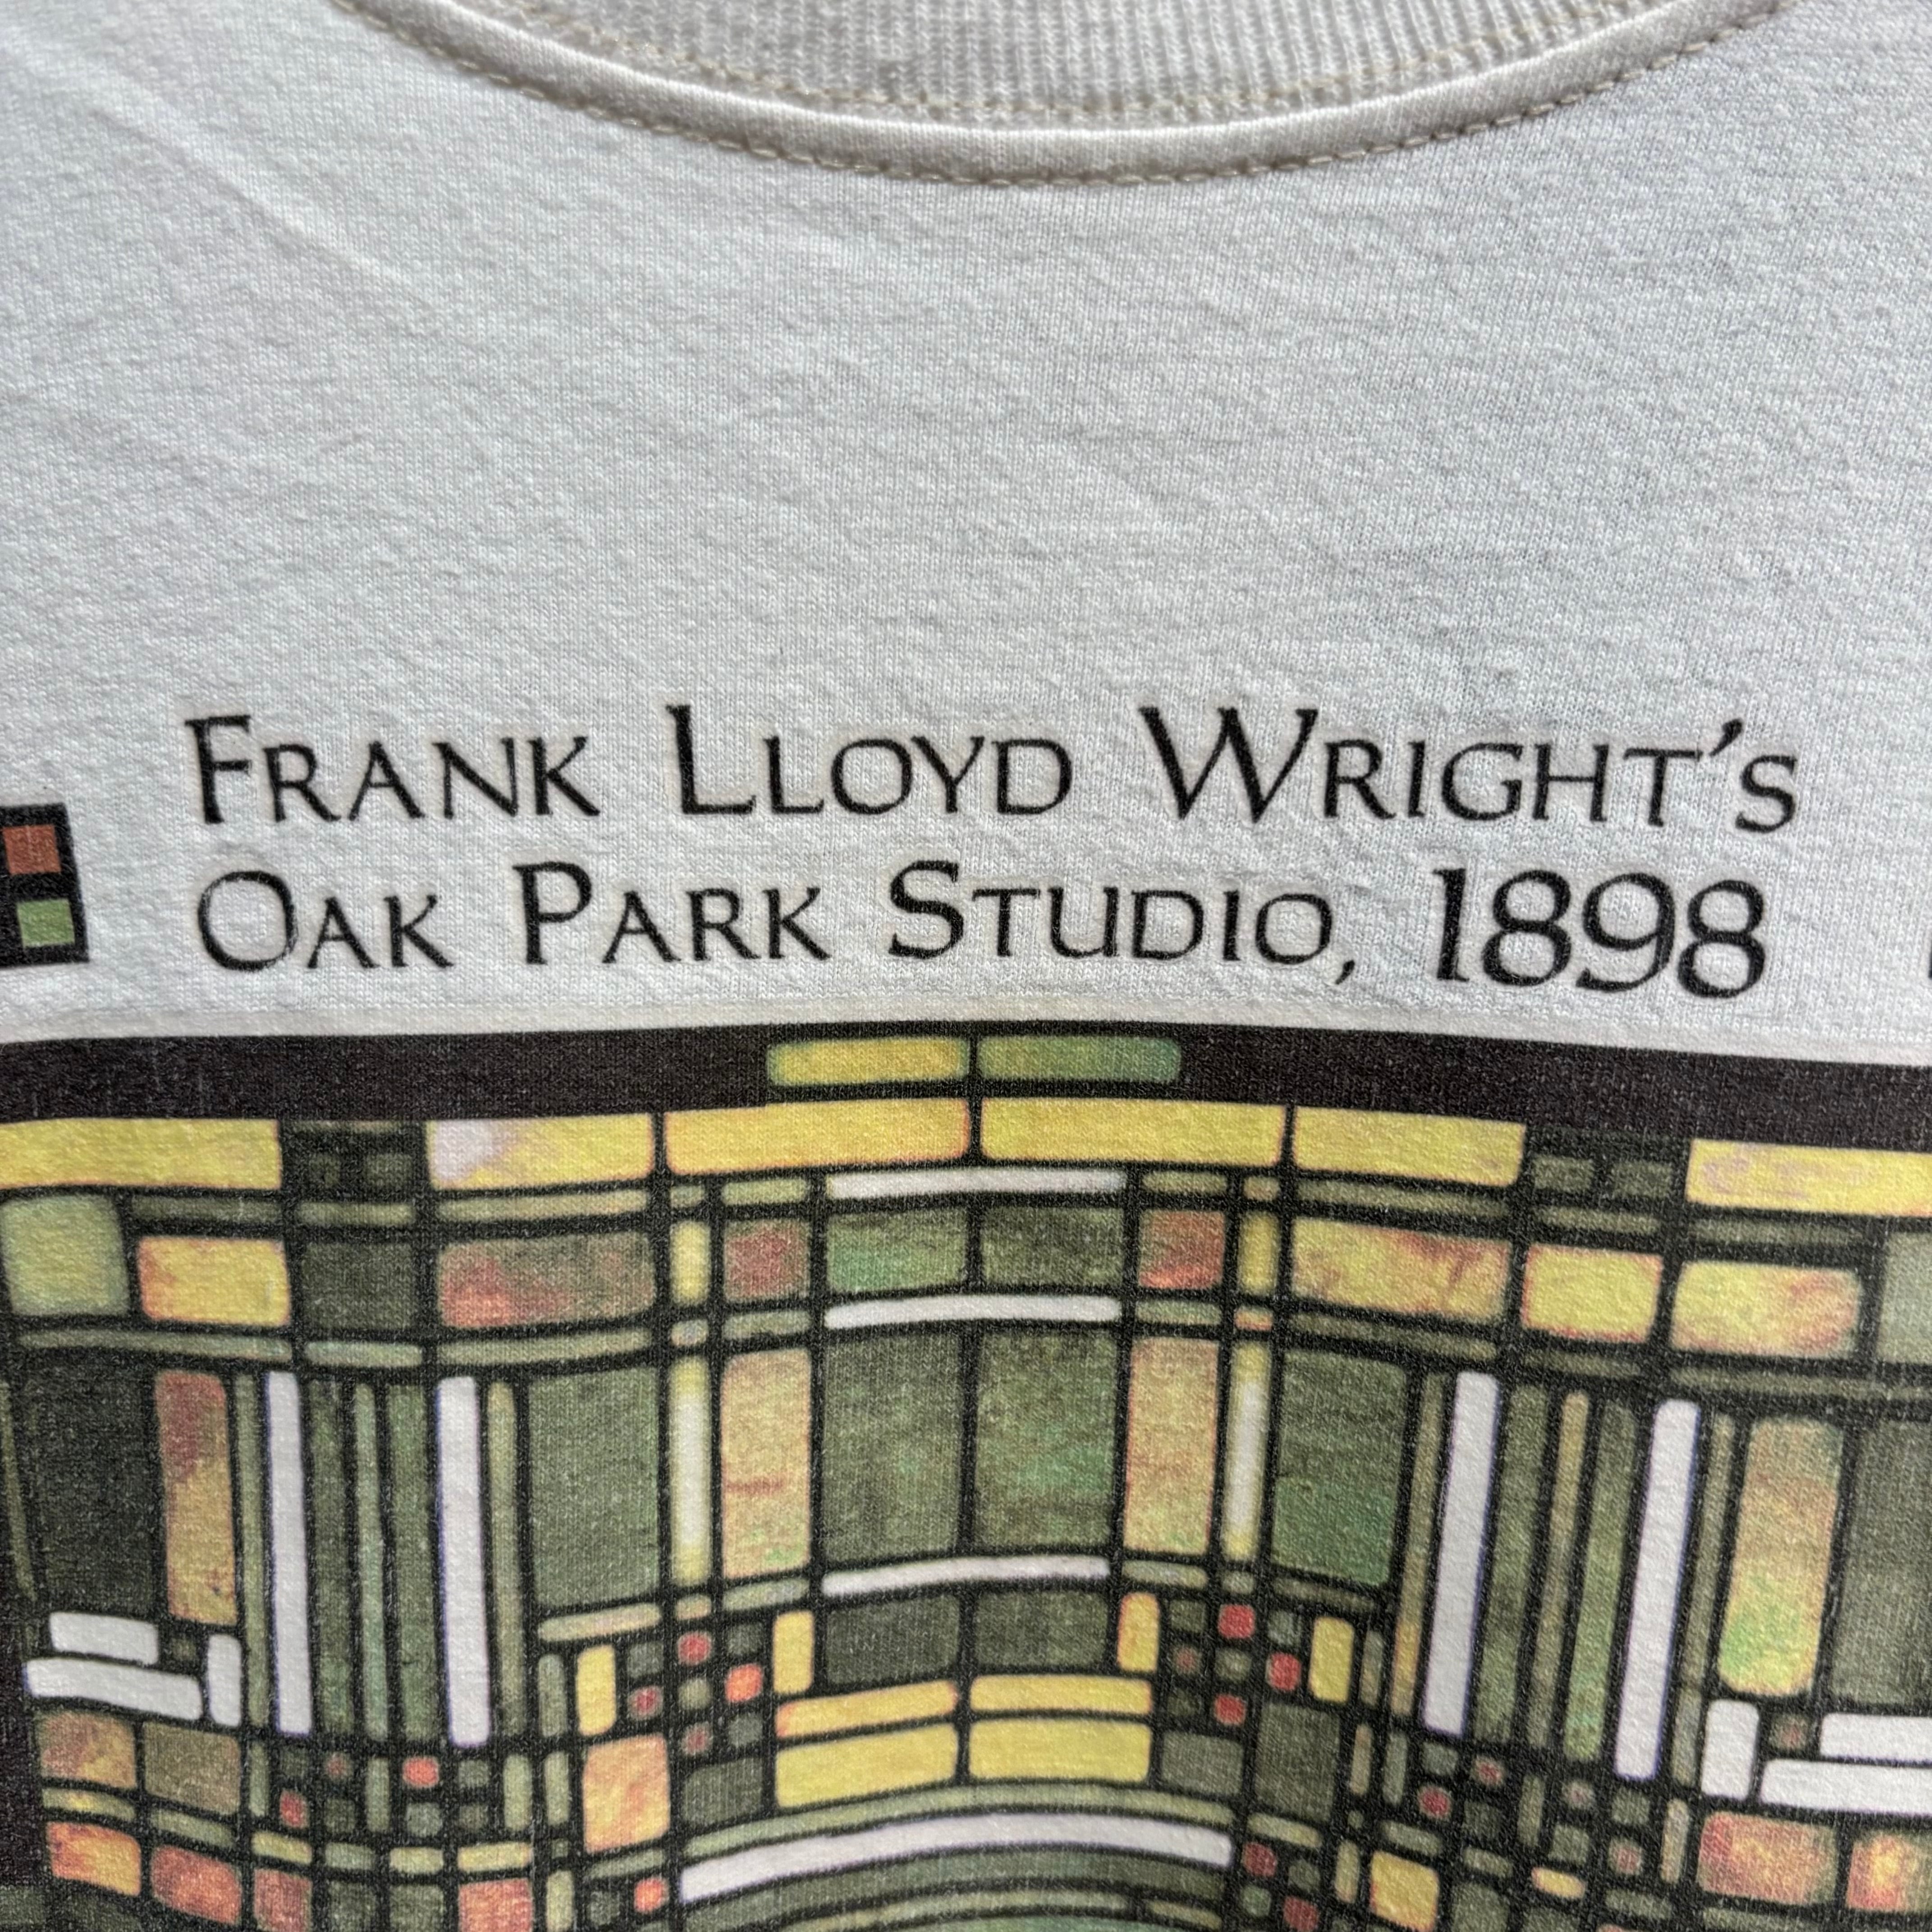 Frank Lloyd Wright's
Oak Park Studio, 1898